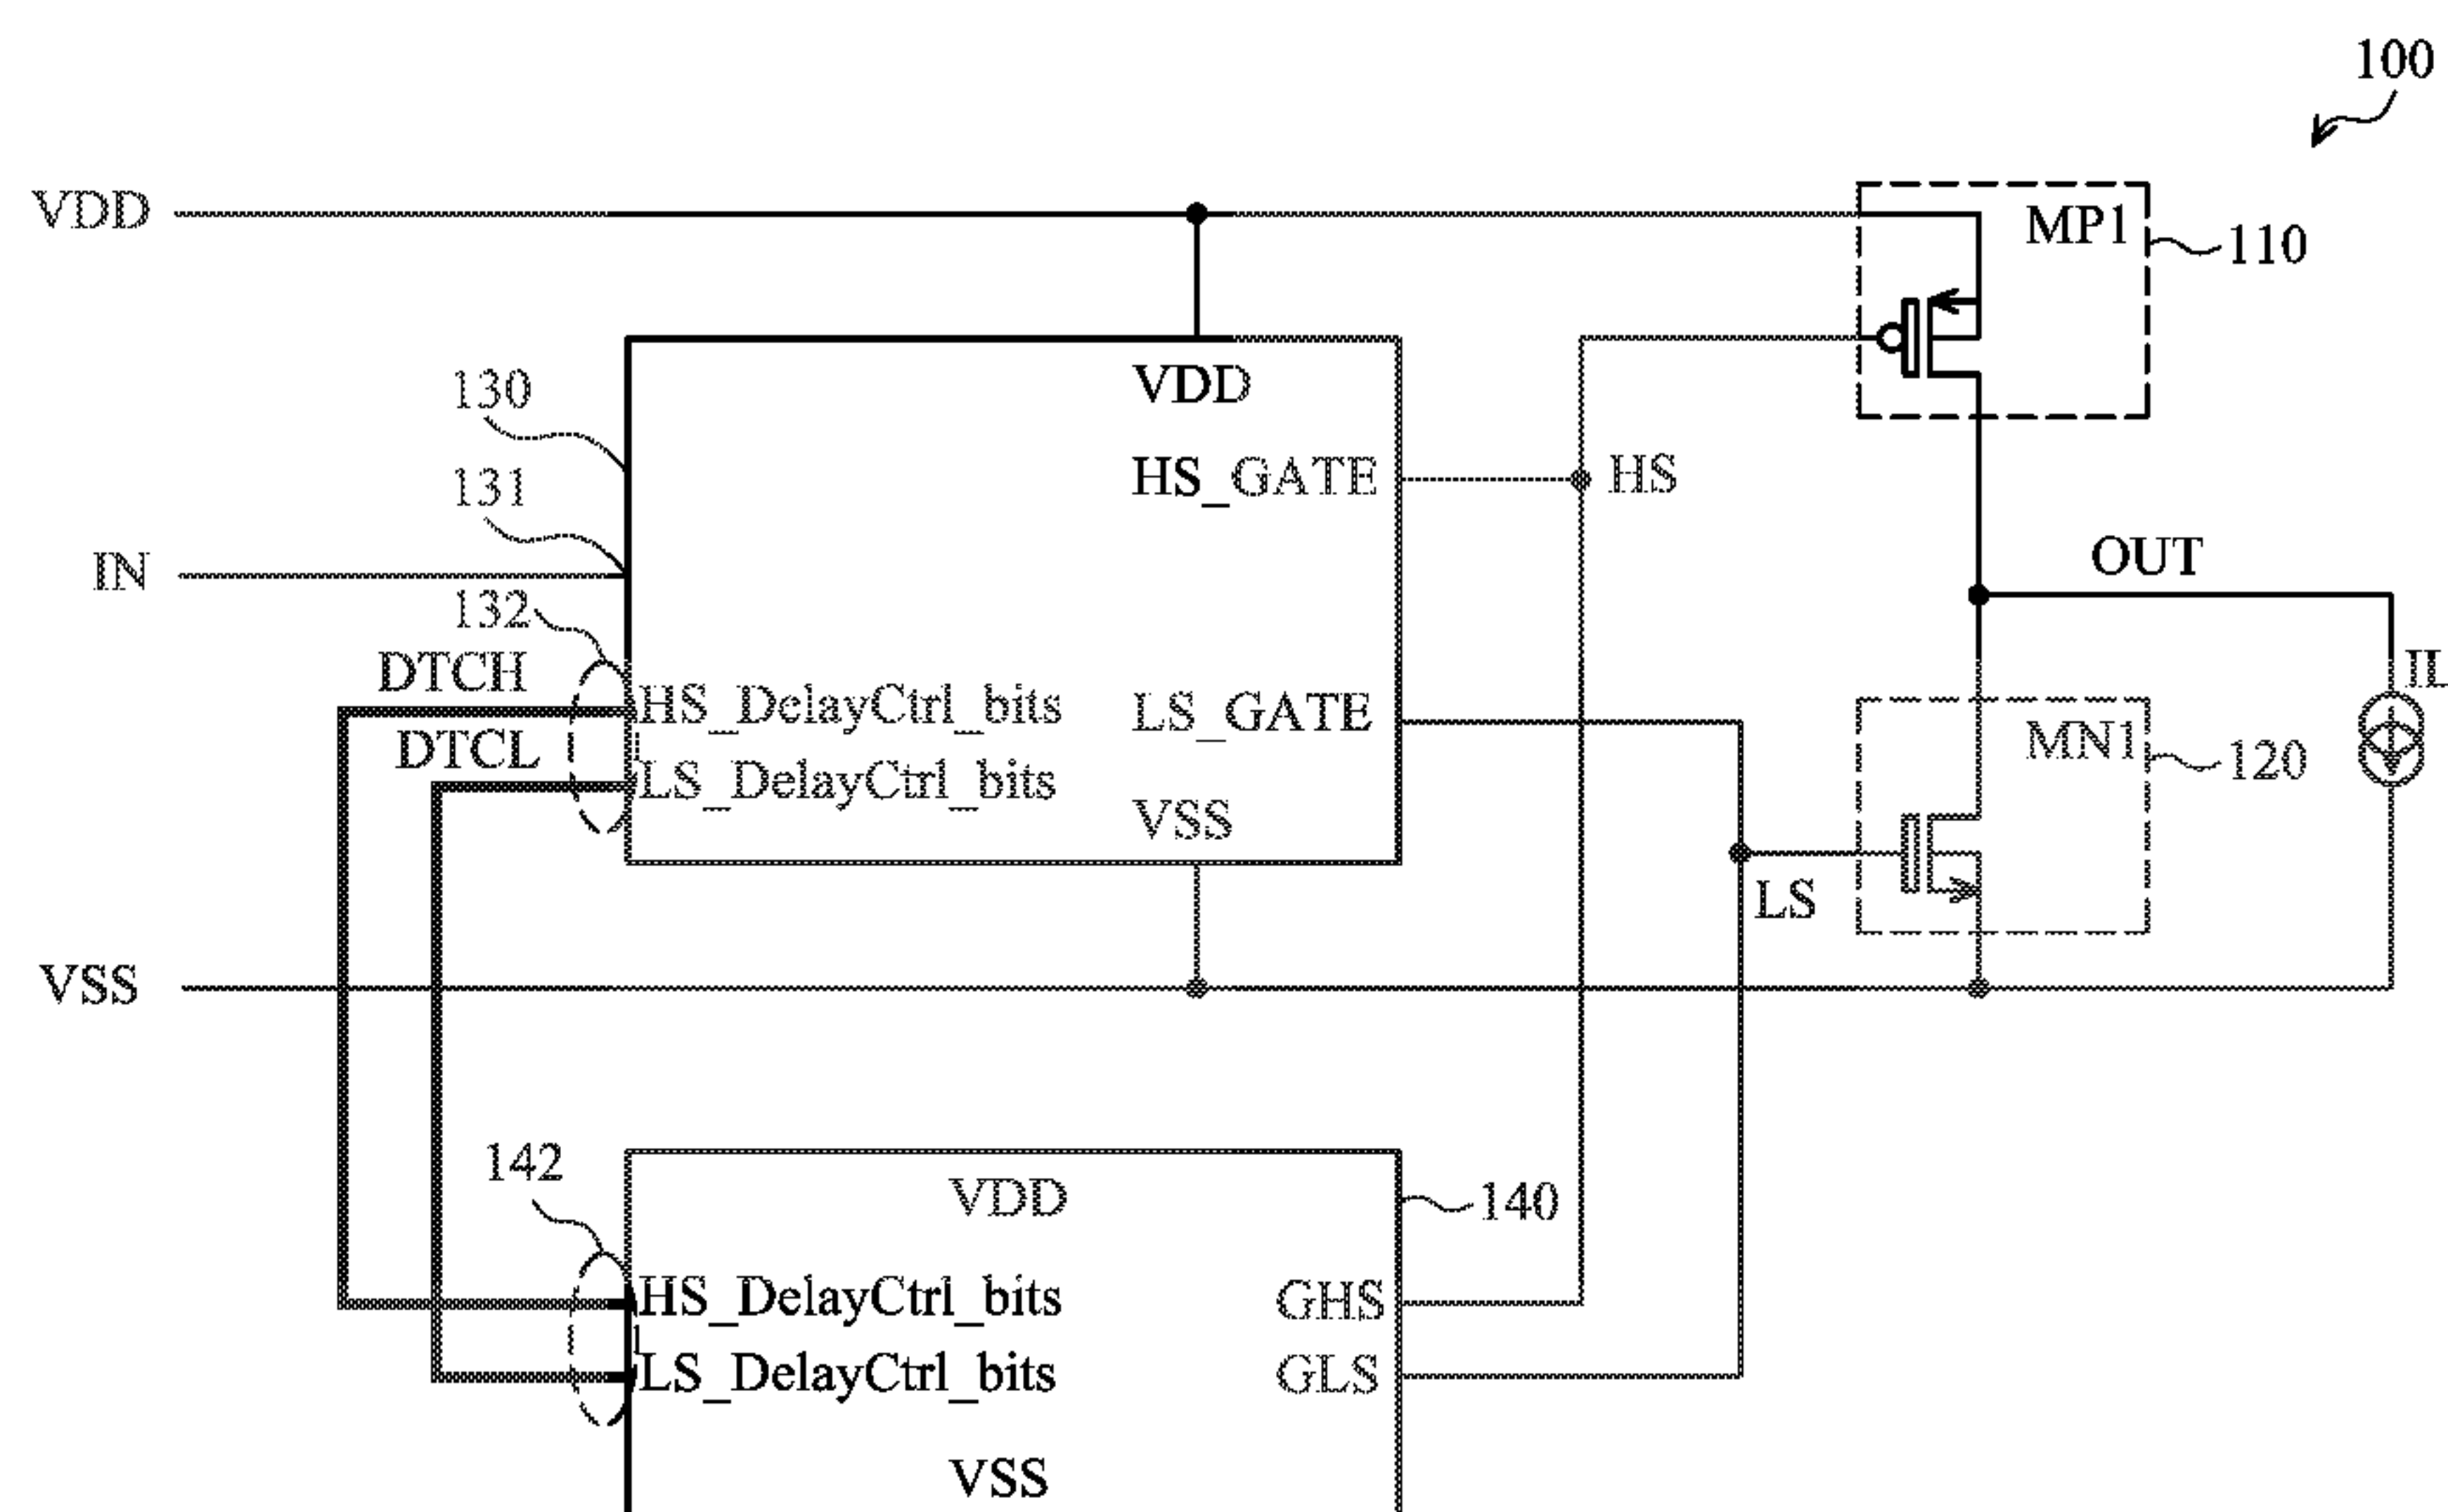 100
VDD
MP1
110
VDD
130
HS_GATE
HS
131
IN
OUT
132
DTCH
HS_DelayCtrl_bits
LS_GATE
IL
DTCL
LS_DelayCtrl_bits
MN1
120
VSS
LS
VSS
142
VDD
140
HS_DelayCtrl_bits
GHS
LS_DelayCtrl_bits
GLS
VSS